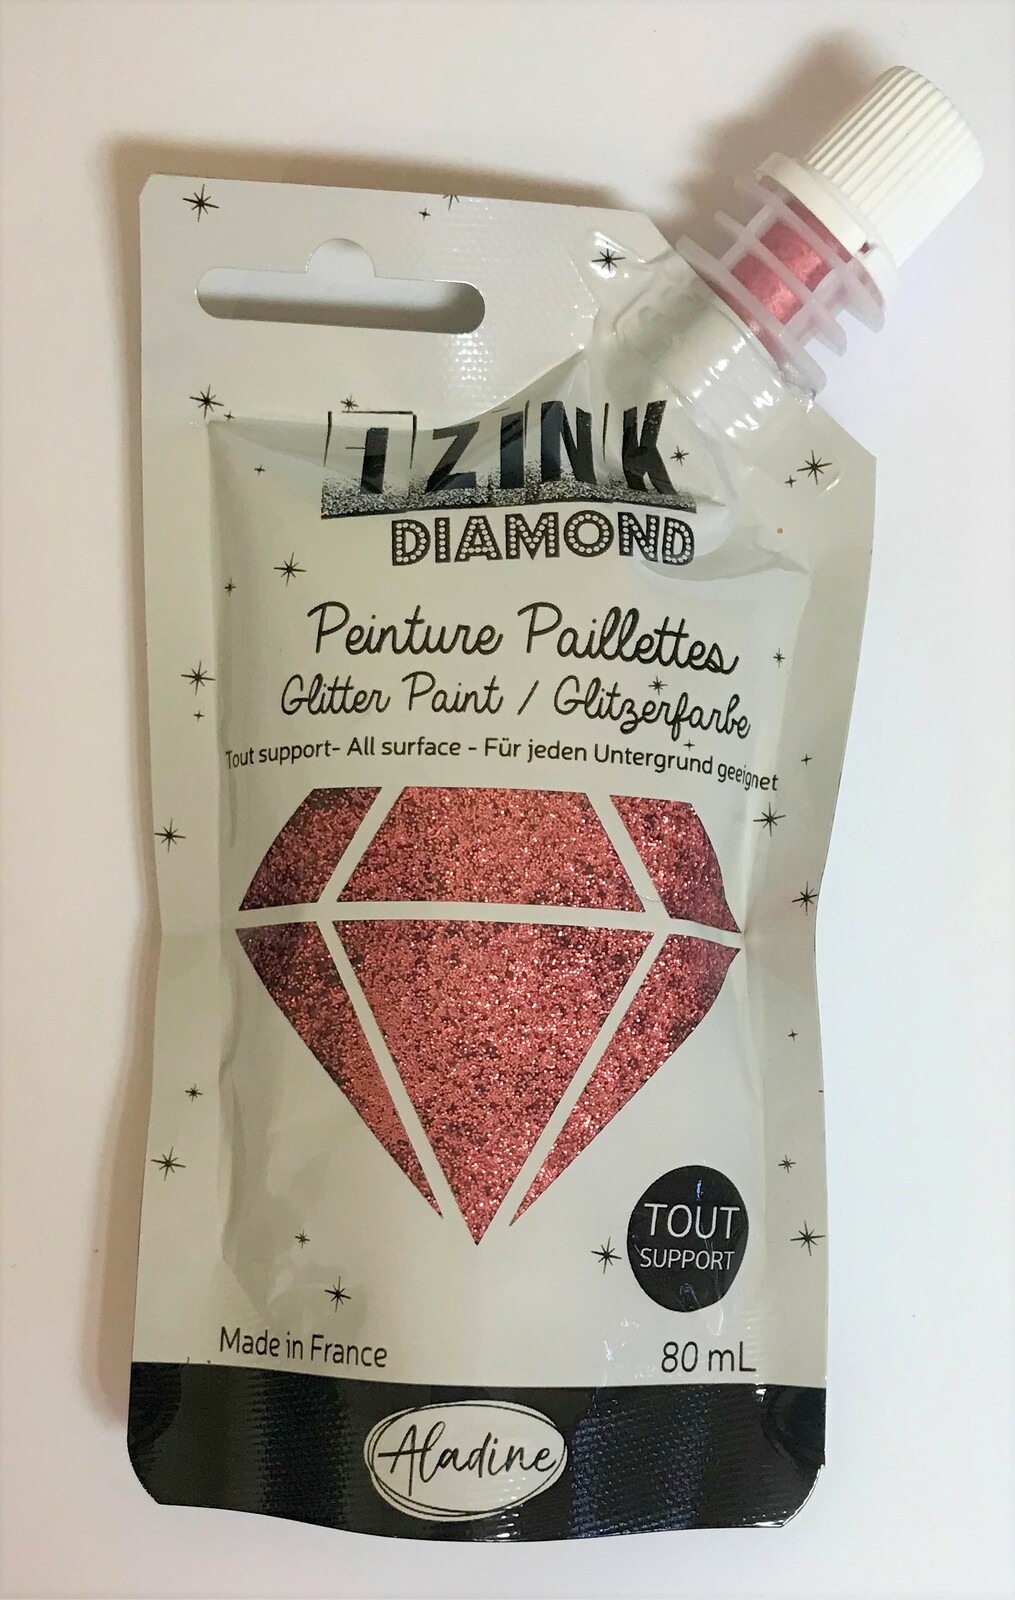 IZINK
DIAMOND
Peinture Paillettes
Glitter Paint / Glitzerfarbe
Tout support- All surface - Für jeden Untergrund geeignet
TOUT
SUPPORT
Made in France
80 mL
Aladine